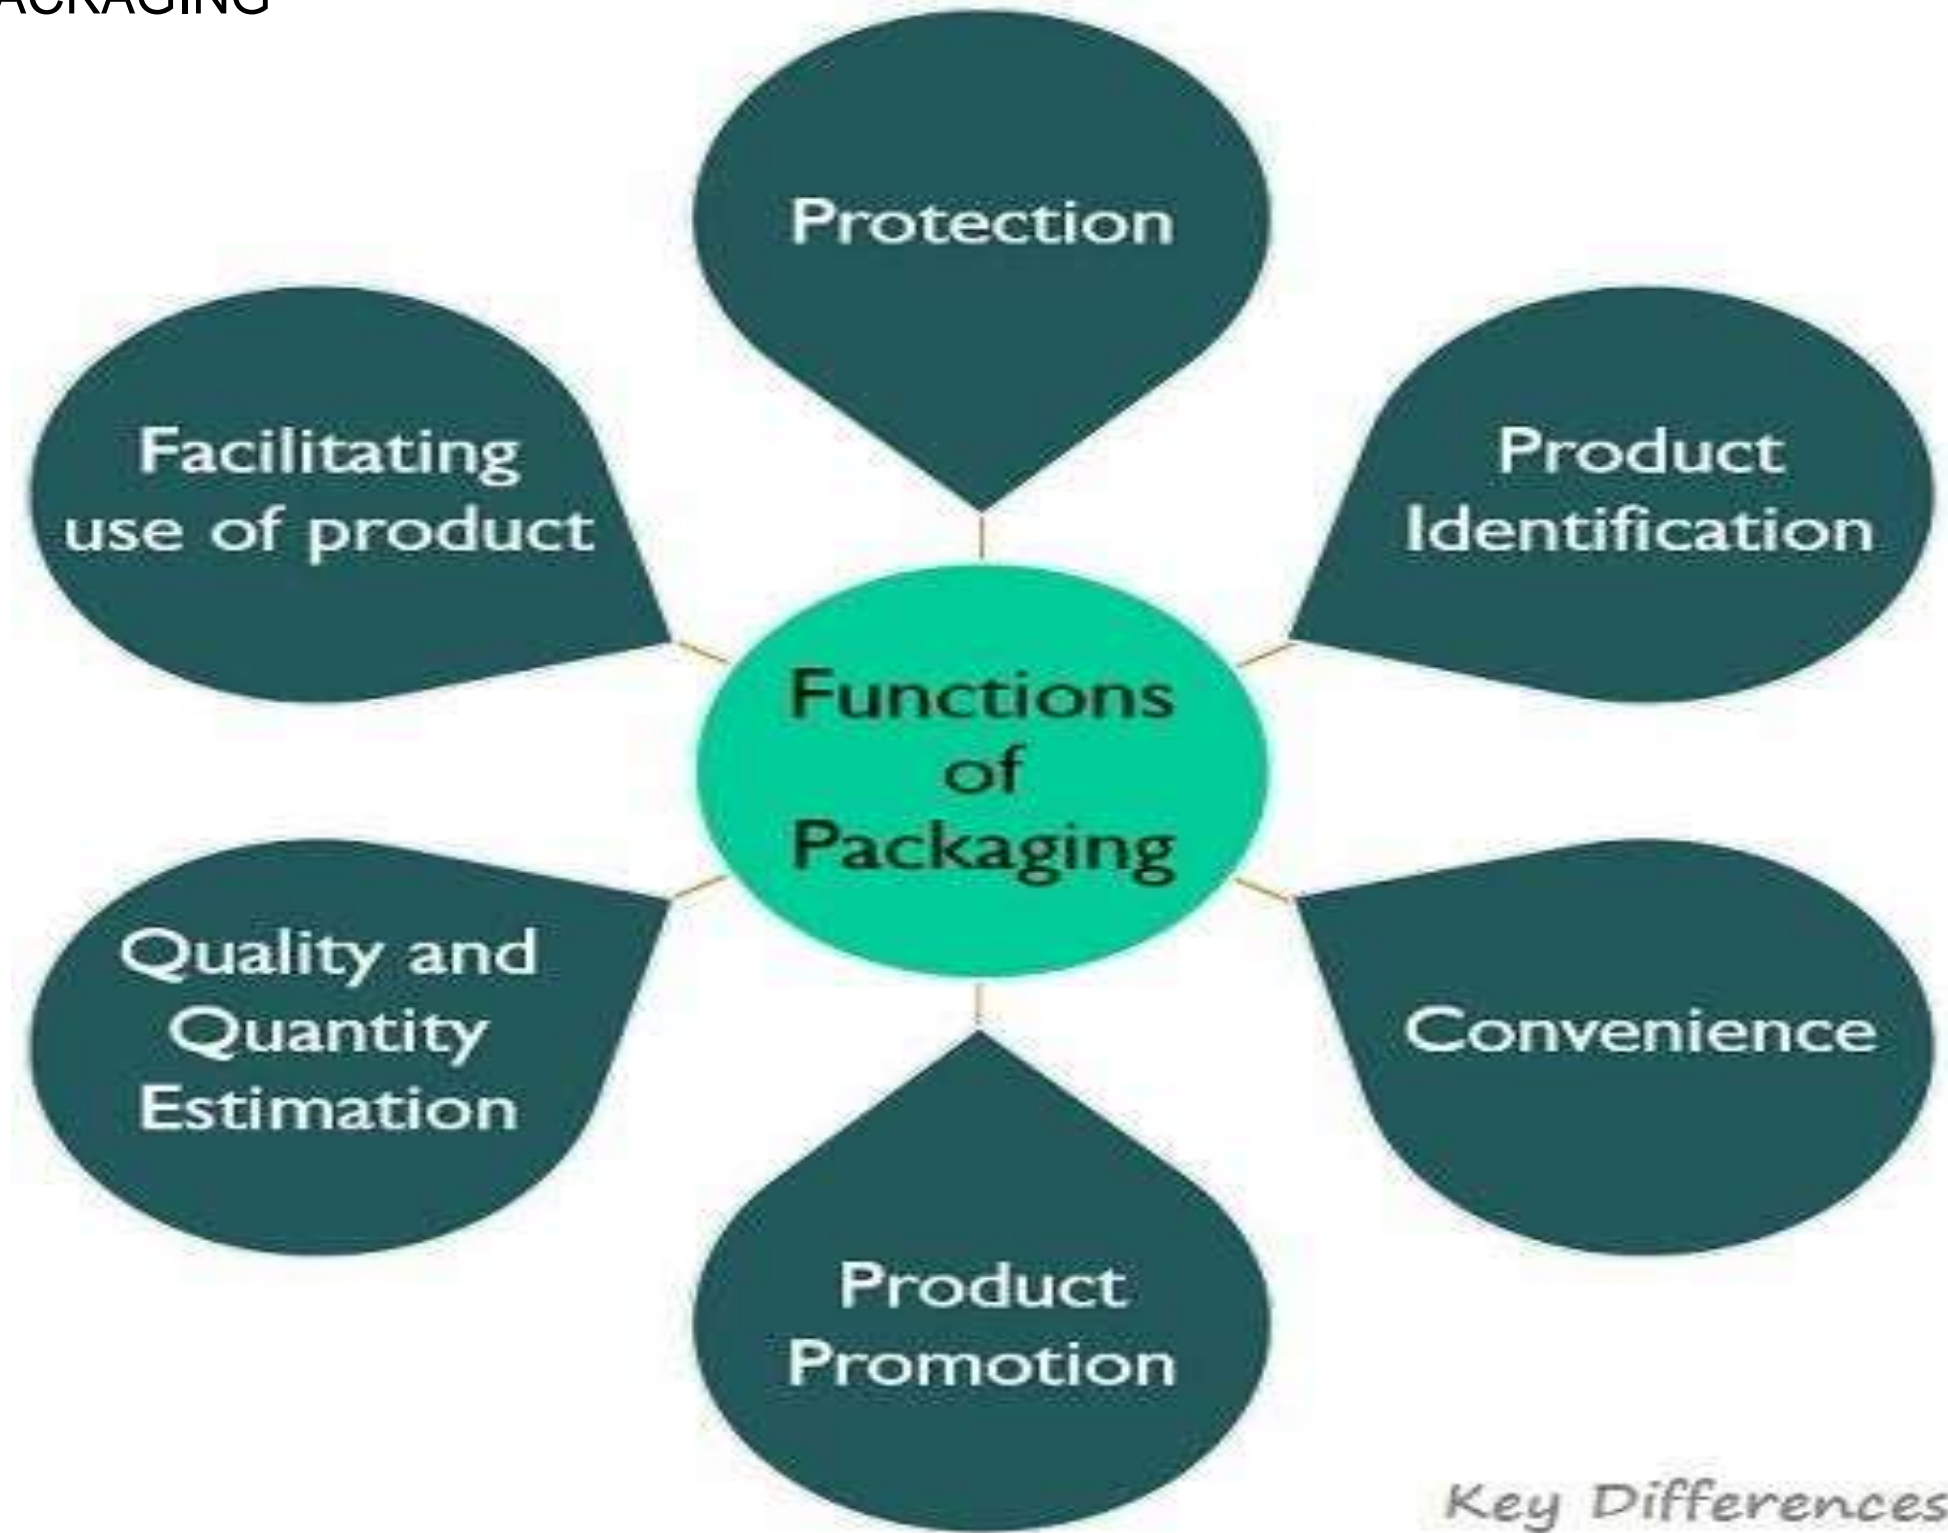 ACKAGING
Protection
Product
Identification
Convenience
Product
Promotion
Quality and
Quantity
Estimation
Facilitating
use of product
Functions
of
Packaging
Key Differences